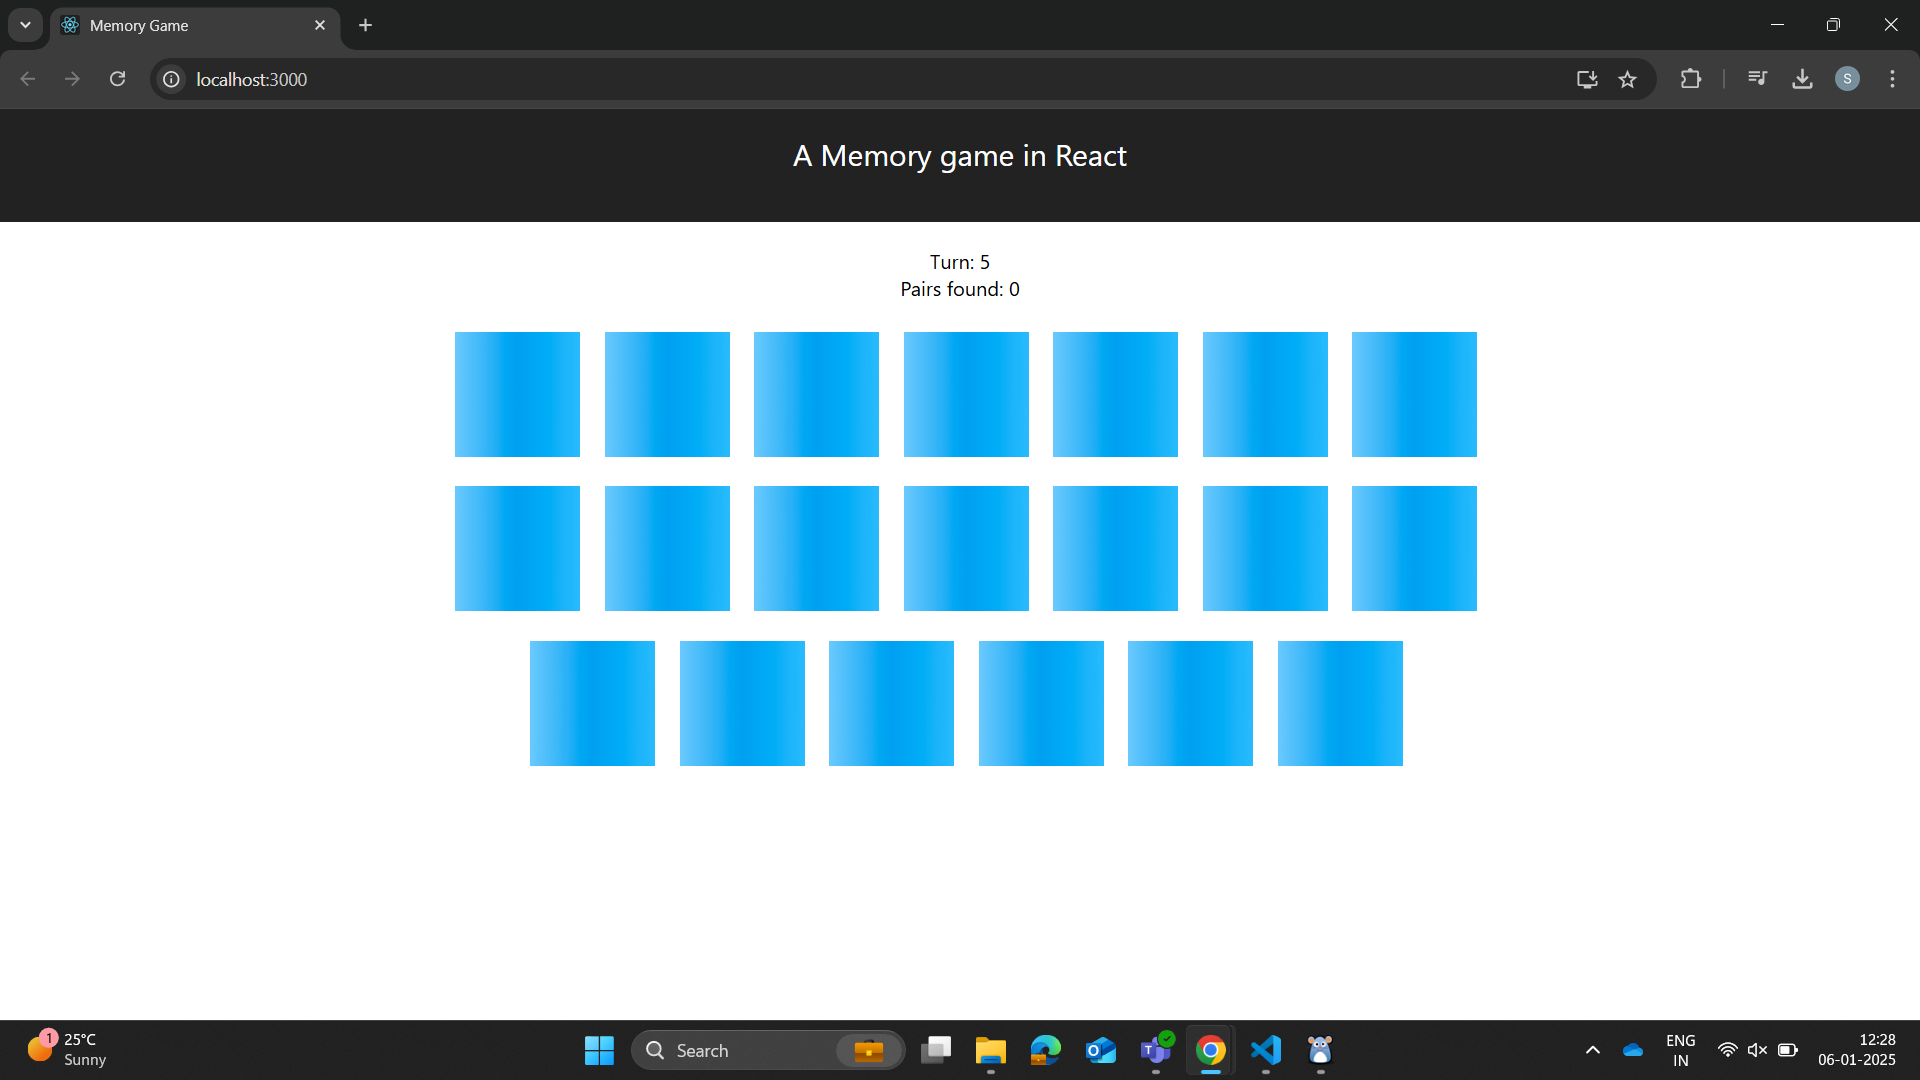 Memory Game
localhost:3000
S
A Memory game in React
Turn: 5
Pairs found: 0
1
25°C
Sunny
Search
ENG
IN
12:28
06-01-2025